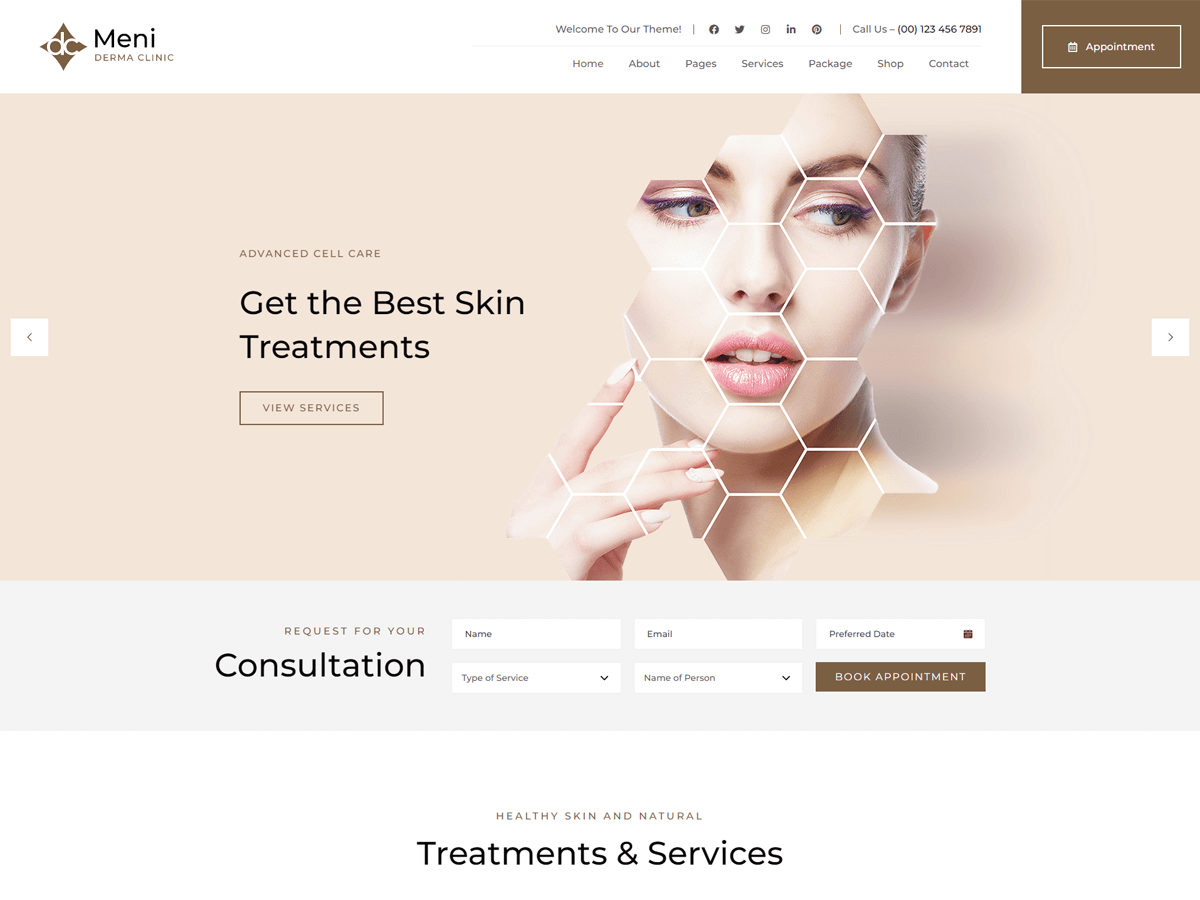 dc Meni
DERMA CLINIC
Welcome To Our Theme! | | Call Us – (00) 123 456 7891
Home About Pages Services Package Shop Contact
Appointment
ADVANCED CELL CARE
Get the Best Skin
Treatments
VIEW SERVICES
REQUEST FOR YOUR
Consultation
Name Email Preferred Date
Type of Service Name of Person BOOK APPOINTMENT
HEALTHY SKIN AND NATURAL
Treatments & Services